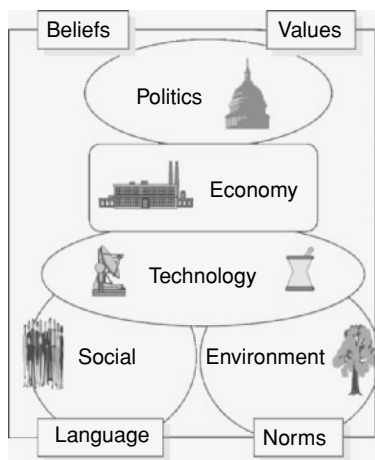 Beliefs
Values
Politics
Economy
Technology
Social
Environment
Language
Norms